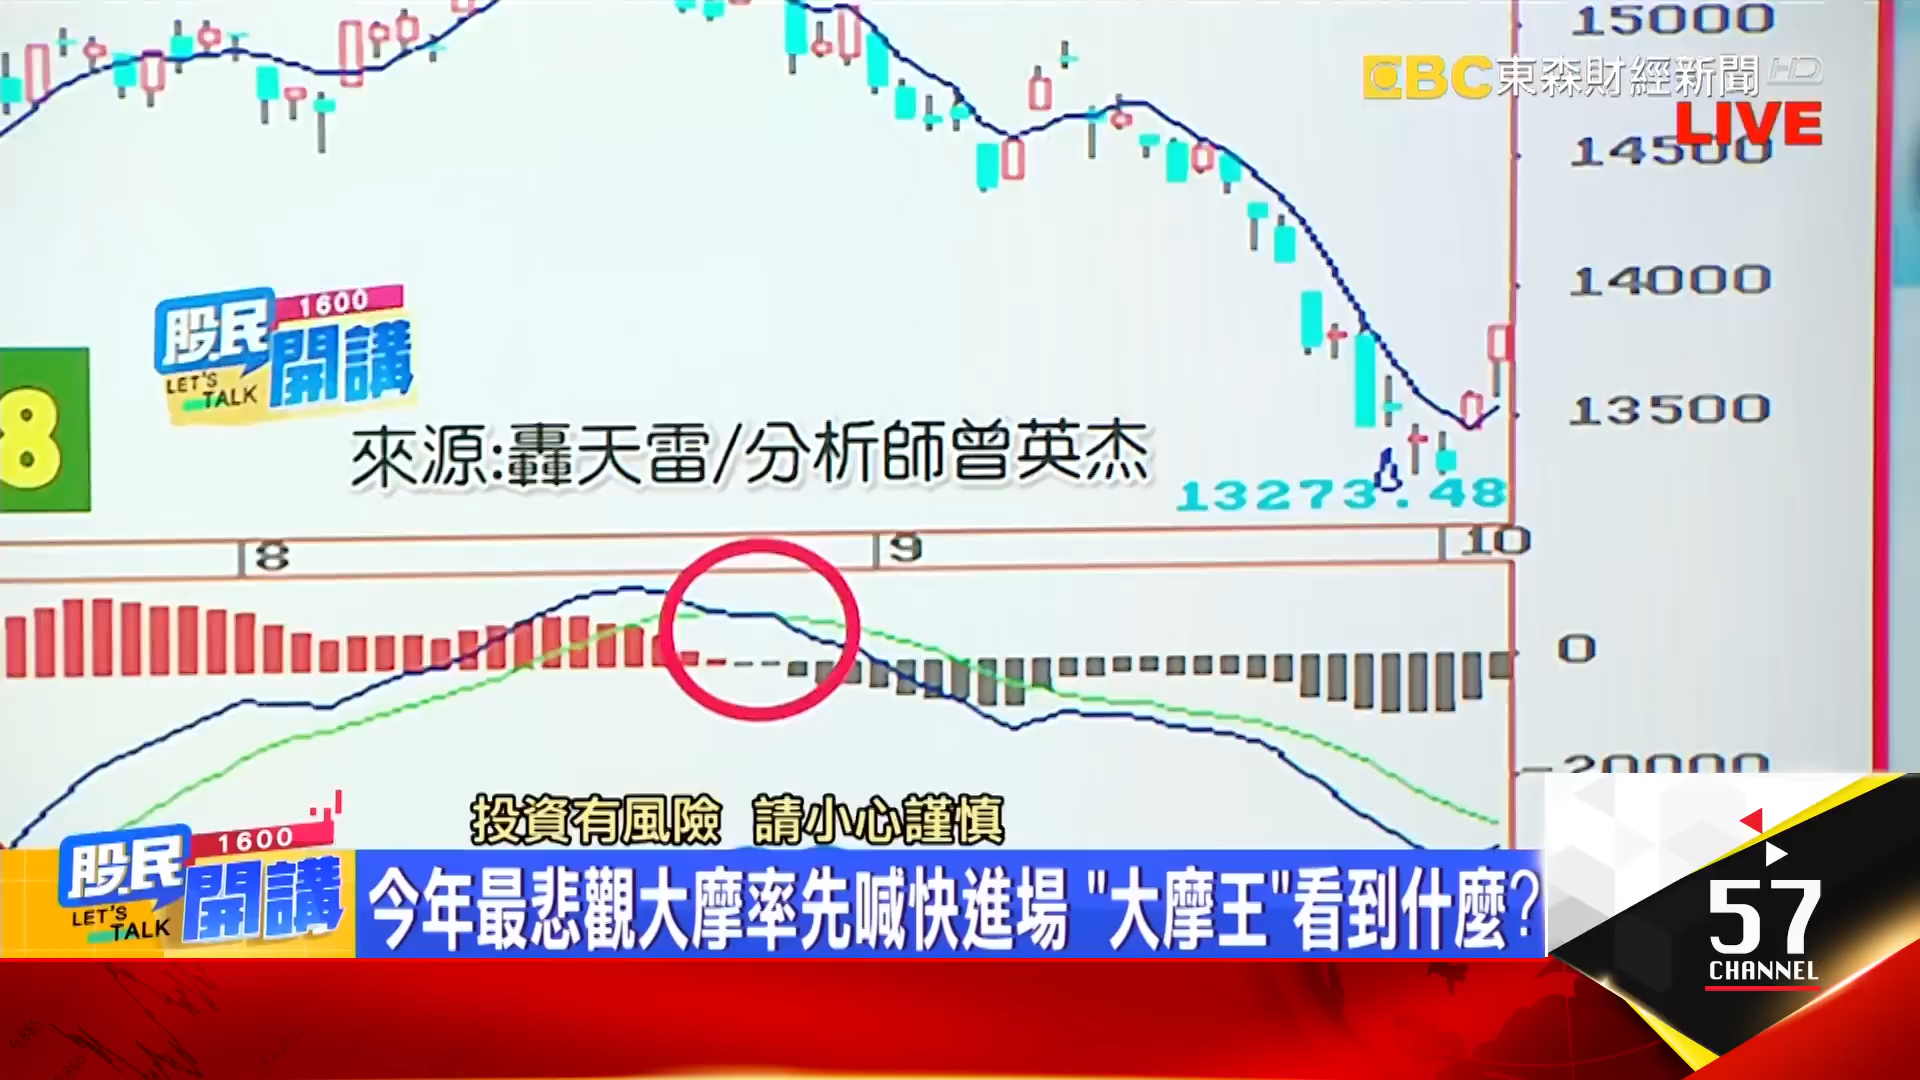 15000
EBC 東森財經新聞 HD
LIVE
14500
14000
股民 1600
開講
LET'S TALK
8
13500
來源:轟天雷/分析師曾英杰
13273.48
8
9
10
0
-20000
投資有風險 請小心謹慎
股民 1600
開講
LET'S TALK
今年最悲觀大摩率先喊快進場 "大摩王"看到什麼?
57
CHANNEL